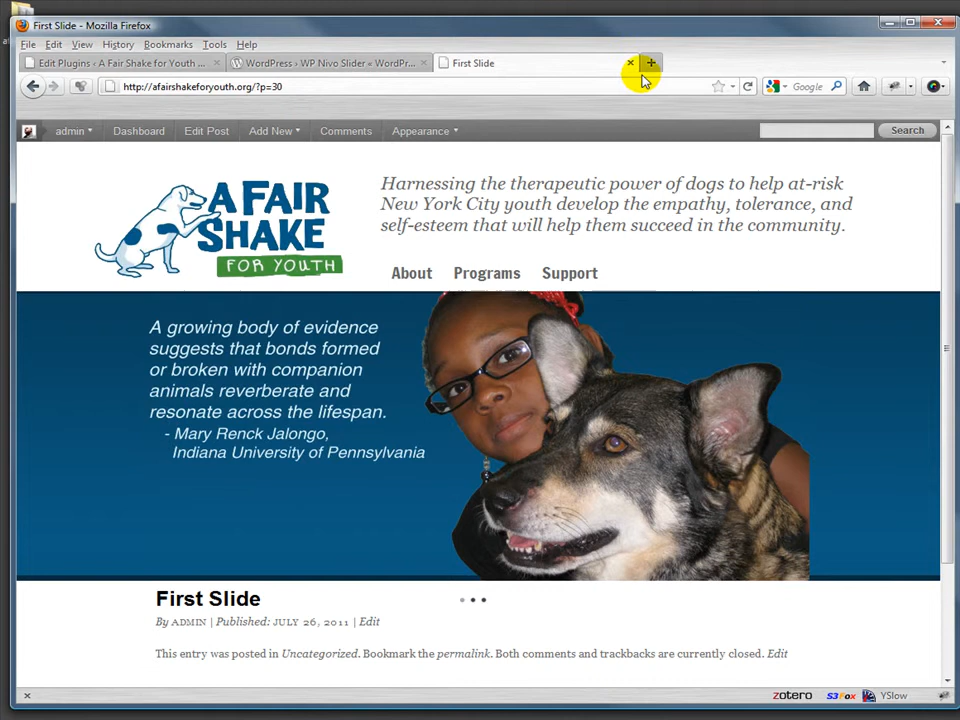 First Slide - Mozilla Firefox
File Edit View History Bookmarks Tools Help
Edit Plugins ‹ A Fair Shake for Youth ... × WordPress › WP Nivo Slider « WordPr... × First Slide ×
http://afairshakeforyouth.org/?p=30 Google
admin Dashboard Edit Post Add New Comments Appearance Search
A FAIR
SHAKE
FOR YOUTH
Harnessing the therapeutic power of dogs to help at-risk
New York City youth develop the empathy, tolerance, and
self-esteem that will help them succeed in the community.
About Programs Support
A growing body of evidence
suggests that bonds formed
or broken with companion
animals reverberate and
resonate across the lifespan.
- Mary Renck Jalongo,
Indiana University of Pennsylvania
First Slide
By ADMIN | Published: JULY 26, 2011 | Edit
This entry was posted in Uncategorized. Bookmark the permalink. Both comments and trackbacks are currently closed. Edit
× zotero S3Fox YSlow